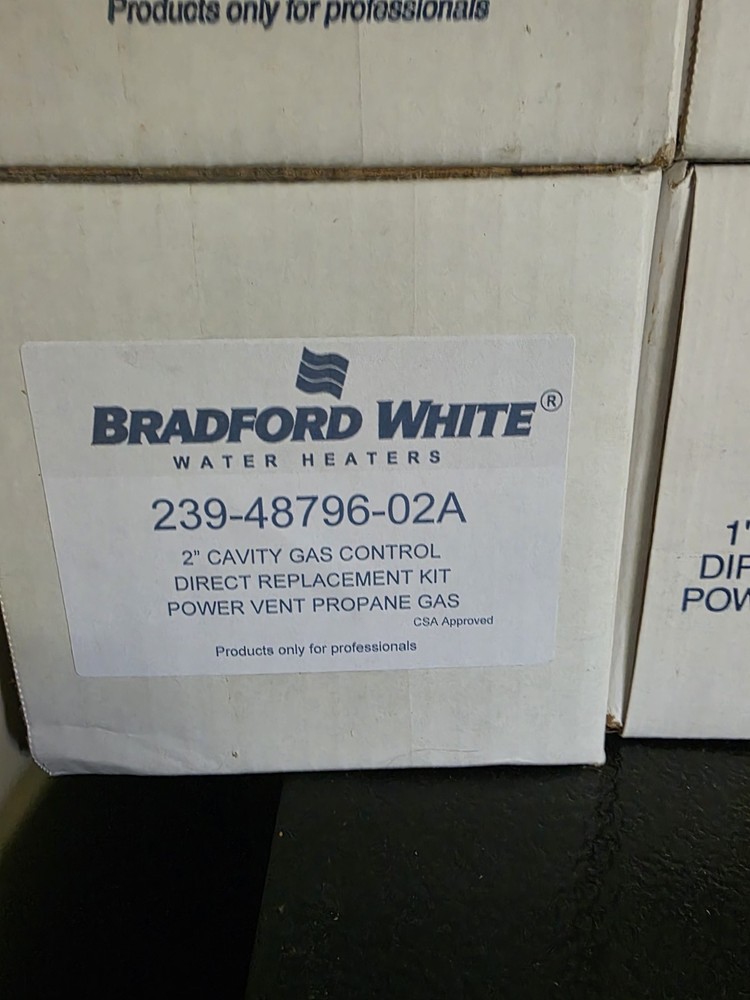 Products only for professionals
BRADFORD WHITE®
WATER HEATERS
239-48796-02A
2" CAVITY GAS CONTROL
DIRECT REPLACEMENT KIT
POWER VENT PROPANE GAS
CSA Approved
Products only for professionals
1"
DIR
POW